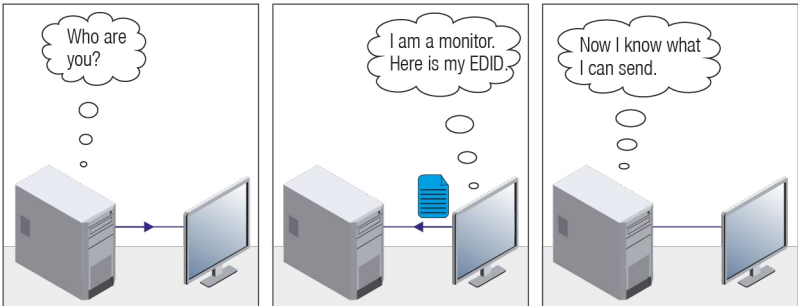 Who are
you?
I am a monitor.
Here is my EDID.
Now I know what
I can send.